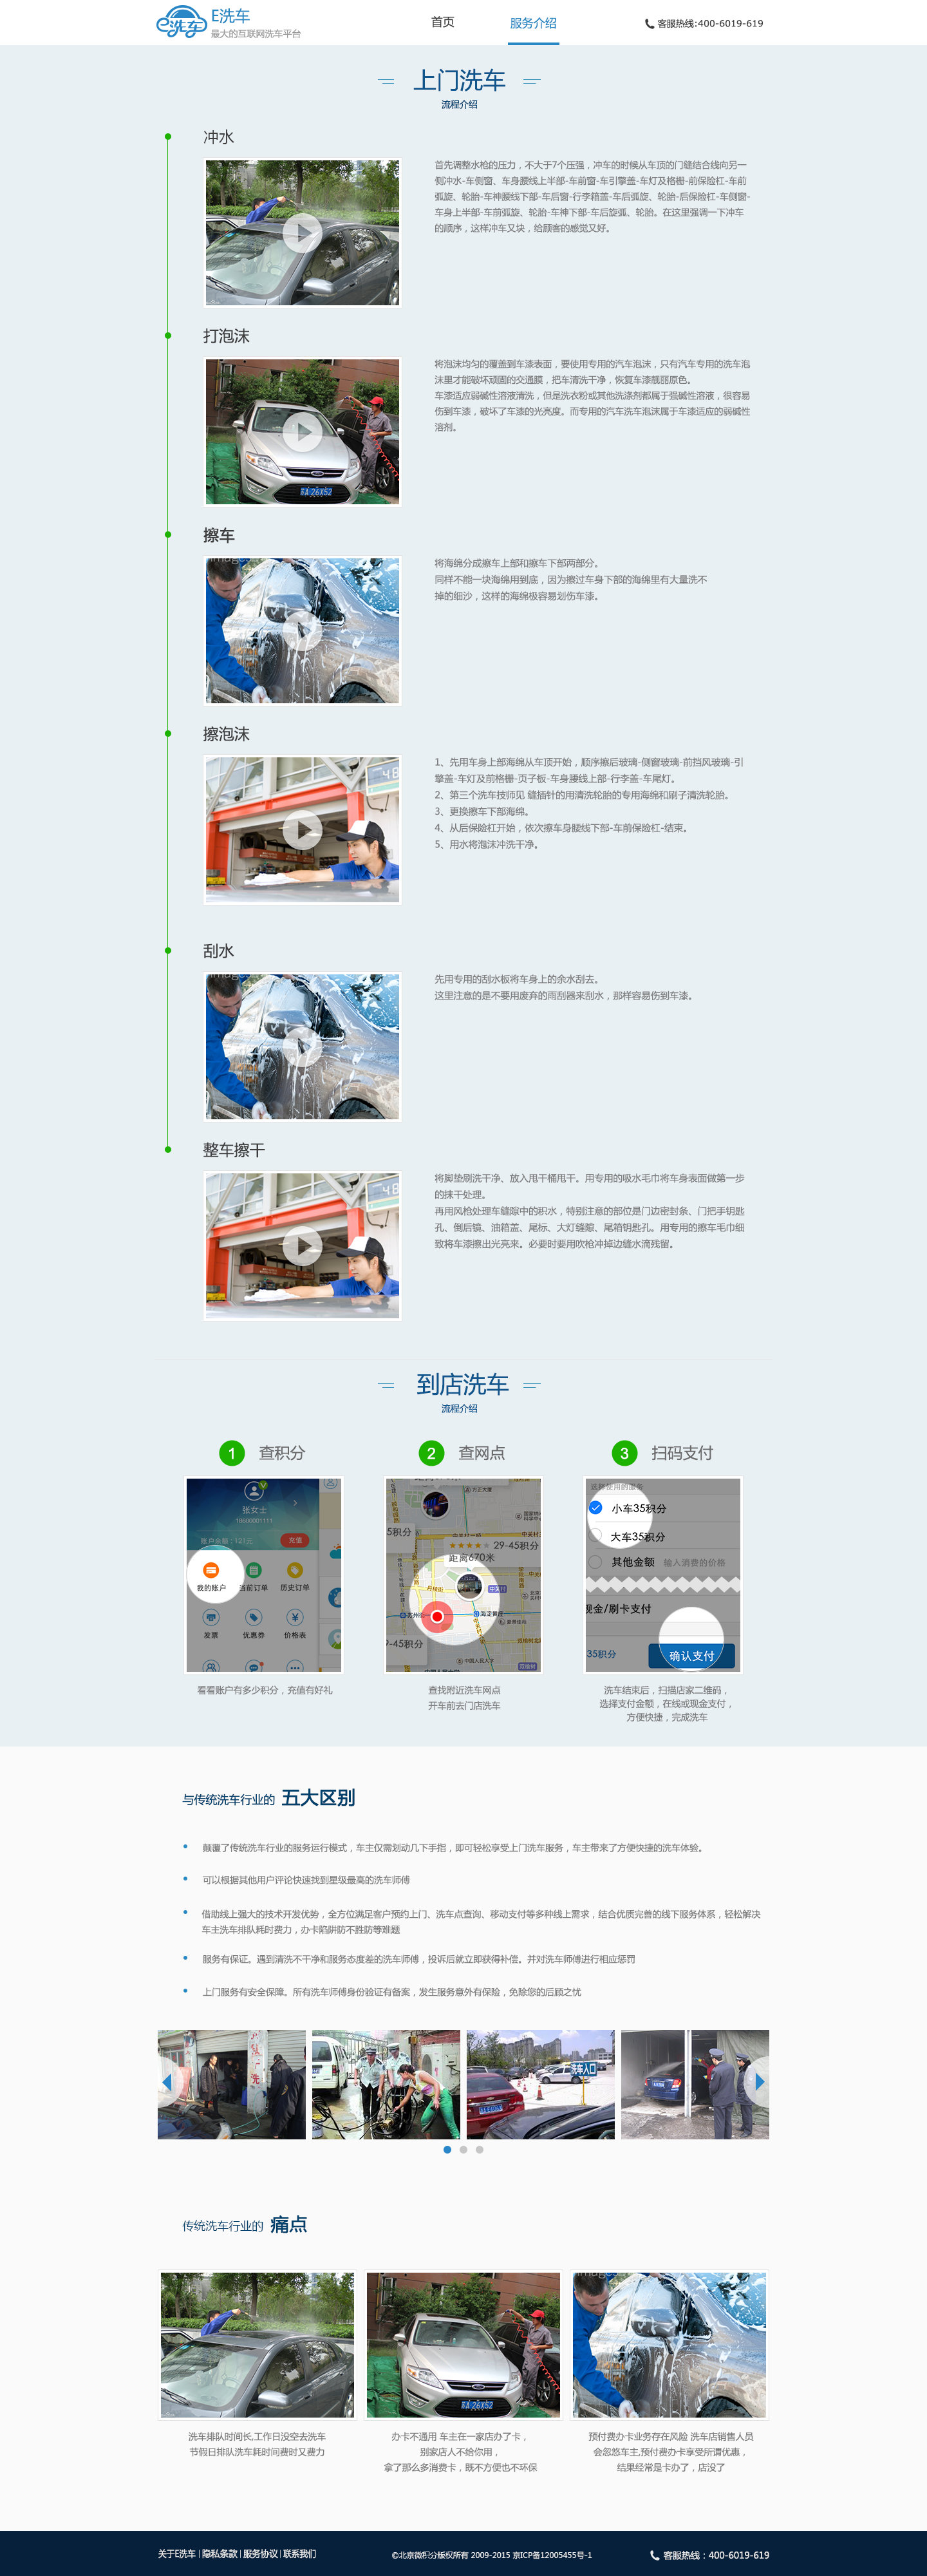 E洗车
E洗车
最大的互联网洗车平台
首页
服务介绍
客服热线:400-6019-619
上门洗车
流程介绍
冲水
首先调整水枪的压力，不大于7个压强，冲车的时候从车顶的门缝结合线向另一
侧冲水-车侧窗、车身腰线上半部-车前窗-车引擎盖-车灯及格栅-前保险杠-车前
弧旋、轮胎-车神腰线下部-车后窗-行李箱盖-车后弧旋、轮胎-后保险杠-车侧窗-
车身上半部-车前弧旋、轮胎-车神下部-车后旋弧、轮胎。在这里强调一下冲车
的顺序，这样冲车又块，给顾客的感觉又好。
打泡沫
将泡沫均匀的覆盖到车漆表面，要使用专用的汽车泡沫，只有汽车专用的洗车泡
沫里才能破坏顽固的交通膜，把车清洗干净，恢复车漆靓丽原色。
车漆适应弱碱性溶液清洗，但是洗衣粉或其他洗涤剂都属于强碱性溶液，很容易
伤到车漆，破坏了车漆的光亮度。而专用的汽车洗车泡沫属于车漆适应的弱碱性
溶剂。
苏A 26X52
擦车
将海绵分成擦车上部和擦车下部两部分。
同样不能一块海绵用到底，因为擦过车身下部的海绵里有大量洗不
掉的细沙，这样的海绵极容易划伤车漆。
擦泡沫
1、先用车身上部海绵从车顶开始，顺序擦后玻璃-侧窗玻璃-前挡风玻璃-引
擎盖-车灯及前格栅-页子板-车身腰线上部-行李盖-车尾灯。
2、第三个洗车技师见 缝插针的用清洗轮胎的专用海绵和刷子清洗轮胎。
3、更换擦车下部海绵。
4、从后保险杠开始，依次擦车身腰线下部-车前保险杠-结束。
5、用水将泡沫冲洗干净。
刮水
先用专用的刮水板将车身上的余水刮去。
这里注意的是不要用废弃的雨刮器来刮水，那样容易伤到车漆。
整车擦干
将脚垫刷洗干净、放入甩干桶甩干。用专用的吸水毛巾将车身表面做第一步
的抹干处理。
再用风枪处理车缝隙中的积水，特别注意的部位是门边密封条、门把手钥匙
孔、倒后镜、油箱盖、尾标、大灯缝隙、尾箱钥匙孔。用专用的擦车毛巾细
致将车漆擦出光亮来。必要时要用吹枪冲掉边缝水滴残留。
到店洗车
流程介绍
1 查积分
2 查网点
3 扫码支付
张女士
18600001111
账户金额：121元
充值
我的账户
当前订单
历史订单
发票
优惠券
价格表
方正大厦
35积分
29-45积分
距离670米
中关村
丹棱街
苏州街
海淀黄庄
-45积分
中国人民大学
双榆树
小车35积分
大车35积分
其他金额 输入消费的价格
现金/刷卡支付
35积分
确认支付
看看账户有多少积分，充值有好礼
查找附近洗车网点
开车前去门店洗车
洗车结束后，扫描店家二维码，
选择支付金额，在线或现金支付，
方便快捷，完成洗车
与传统洗车行业的 五大区别
颠覆了传统洗车行业的服务运行模式，车主仅需划动几下手指，即可轻松享受上门洗车服务，车主带来了方便快捷的洗车体验。
可以根据其他用户评论快速找到星级最高的洗车师傅
借助线上强大的技术开发优势，全方位满足客户预约上门、洗车点查询、移动支付等多种线上需求，结合优质完善的线下服务体系，轻松解决
车主洗车排队耗时费力，办卡陷阱防不胜防等难题
服务有保证。遇到清洗不干净和服务态度差的洗车师傅，投诉后就立即获得补偿。并对洗车师傅进行相应惩罚
上门服务有安全保障。所有洗车师傅身份验证有备案，发生服务意外有保险，免除您的后顾之忧
洗车入口
传统洗车行业的 痛点
苏A 26X52
洗车排队时间长,工作日没空去洗车
节假日排队洗车耗时间费时又费力
办卡不通用 车主在一家店办了卡，
别家店人不给你用，
拿了那么多消费卡，既不方便也不环保
预付费办卡业务存在风险 洗车店销售人员
会忽悠车主,预付费办卡享受所谓优惠，
结果经常是卡办了，店没了
关于E洗车 | 隐私条款 | 服务协议 | 联系我们
©北京微积分版权所有 2009-2015 京ICP备12005455号-1
客服热线：400-6019-619